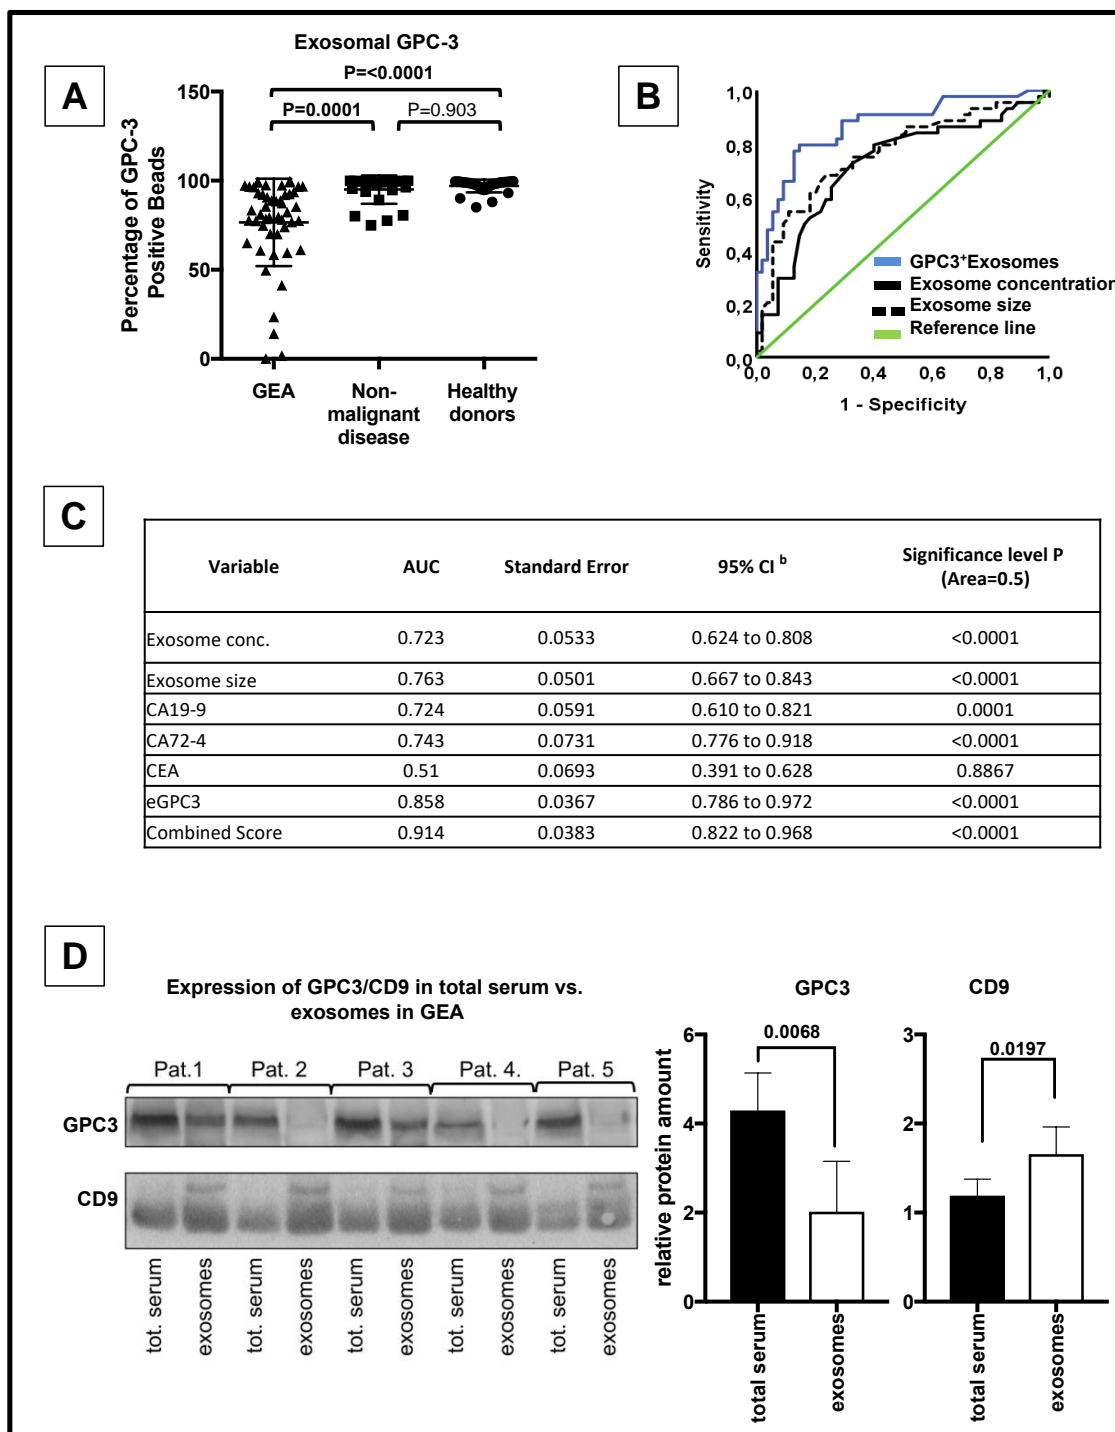 A
Exosomal GPC-3
P=<0.0001
P=0.0001
P=0.903
Percentage of GPC-3
Positive Beads
150
100
50
0
GEA
Non-
malignant
disease
Healthy
donors
B
Sensitivity
1,0
0,8
0,6
0,4
0,2
0,0
GPC3+Exosomes
Exosome concentration
Exosome size
Reference line
0,0 0,2 0,4 0,6 0,8 1,0
1 - Specificity
C
Variable AUC Standard Error 95% CI b Significance level P
(Area=0.5)
Exosome conc. 0.723 0.0533 0.624 to 0.808 <0.0001
Exosome size 0.763 0.0501 0.667 to 0.843 <0.0001
CA19-9 0.724 0.0591 0.610 to 0.821 0.0001
CA72-4 0.743 0.0731 0.776 to 0.918 <0.0001
CEA 0.51 0.0693 0.391 to 0.628 0.8867
eGPC3 0.858 0.0367 0.786 to 0.972 <0.0001
Combined Score 0.914 0.0383 0.822 to 0.968 <0.0001
D
Expression of GPC3/CD9 in total serum vs.
exosomes in GEA
Pat.1 Pat. 2 Pat. 3 Pat. 4. Pat. 5
GPC3
CD9
tot. serum
exosomes
tot. serum
exosomes
tot. serum
exosomes
tot. serum
exosomes
tot. serum
exosomes
GPC3
relative protein amount
6
4
2
0
0.0068
total serum
exosomes
CD9
3
2
1
0
0.0197
total serum
exosomes